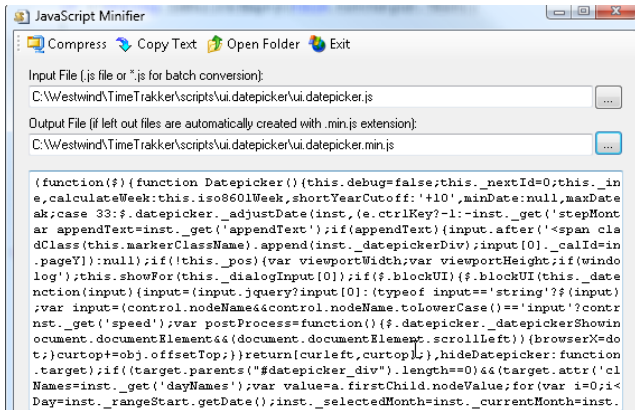 JavaScript Minifier
Compress Copy Text Open Folder Exit
Input File (.js file or *.js for batch conversion):
C:\Westwind\TimeTrakker\scripts\ui.datepicker\ui.datepicker.js
...
Output File (if left out files are automatically created with .min.js extension):
C:\Westwind\TimeTrakker\scripts\ui.datepicker\ui.datepicker.min.js
...
(function($){function Datepicker(){this.debug=false;this._nextId=0;this._in
e,calculateWeek:this.iso8601Week,shortYearCutoff:'+10',minDate:null,maxDate
ak;case 33:$.datepicker._adjustDate(inst,(e.ctrlKey?-1:-inst._get('stepMont
ar appendText=inst._get('appendText');if(appendText){input.after('<span cla
dClass(this.markerClassName).append(inst._datepickerDiv);input[0]._calId=in
.pageY]):null);if(!this._pos){var viewportWidth;var viewportHeight;if(windo
log');this.showFor(this._dialogInput[0]);if($.blockUI){$.blockUI(this._date
nction(input){input=(input.jquery?input[0]:(typeof input=='string'?$(input)
;var input=(control.nodeName&&control.nodeName.toLowerCase()=='input'?contr
nst._get('speed');var postProcess=function(){$.datepicker._datepickerShowin
ocument.documentElement&&(document.documentElement.scrollLeft)){browserX=do
t;}curtop+=obj.offsetTop;}}return[curleft,curtop];},hideDatepicker:function
.target);if((target.parents("#datepicker_div").length==0)&&(target.attr('cl
Names=inst._get('dayNames');var value=a.firstChild.nodeValue;for(var i=0;i<
Day=inst._rangeStart.getDate();inst._selectedMonth=inst._currentMonth=inst.